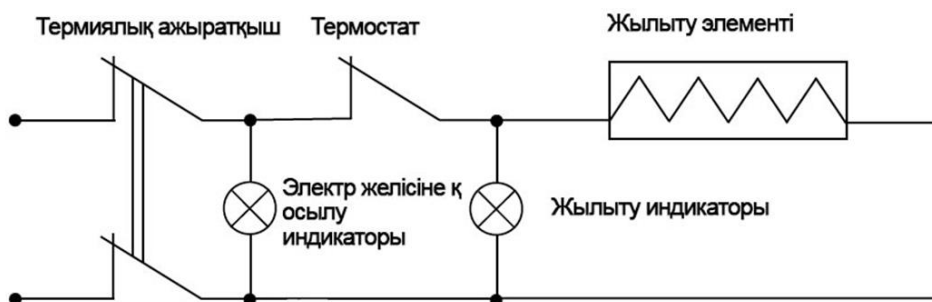 Термиялық ажыратқыш
Термостат
Жылыту элементі
Электр желісіне қ
осылу
индикаторы
Жылыту индикаторы